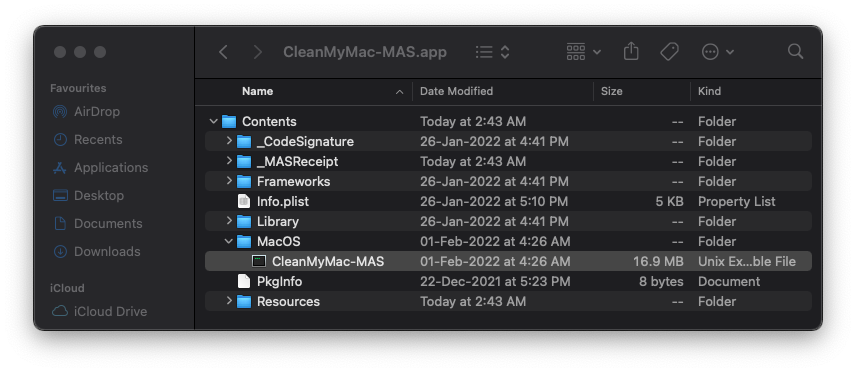 CleanMyMac-MAS.app
Favourites
AirDrop
Recents
Applications
Desktop
Documents
Downloads
iCloud
iCloud Drive
Name Date Modified Size Kind
Contents Today at 2:43 AM -- Folder
_CodeSignature 26-Jan-2022 at 4:41 PM -- Folder
_MASReceipt Today at 2:43 AM -- Folder
Frameworks 26-Jan-2022 at 4:41 PM -- Folder
Info.plist 26-Jan-2022 at 5:10 PM 5 KB Property List
Library 26-Jan-2022 at 4:41 PM -- Folder
MacOS 01-Feb-2022 at 4:26 AM -- Folder
CleanMyMac-MAS 01-Feb-2022 at 4:26 AM 16.9 MB Unix Ex...ble File
PkgInfo 22-Dec-2021 at 5:23 PM 8 bytes Document
Resources Today at 2:43 AM -- Folder